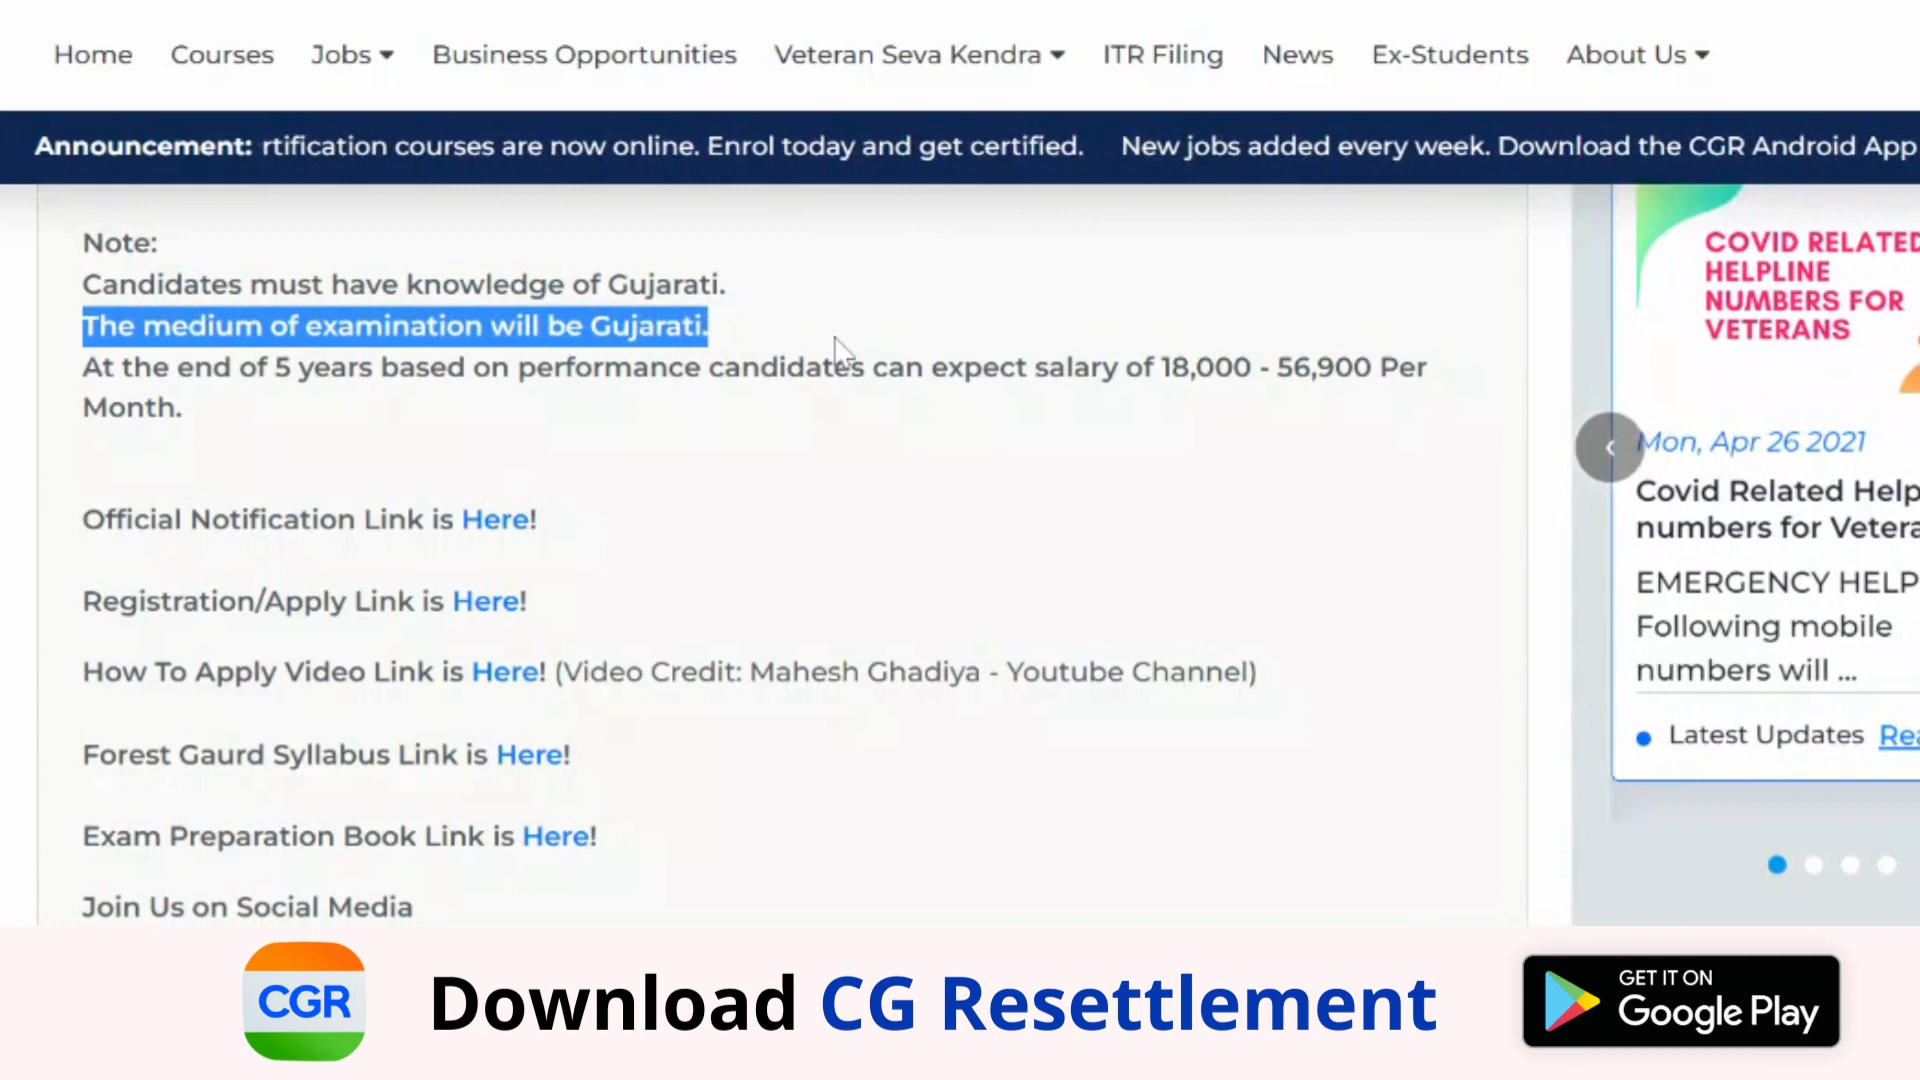 Home Courses Jobs Business Opportunities Veteran Seva Kendra ITR Filing News Ex-Students About Us
Announcement: rtification courses are now online. Enrol today and get certified. New jobs added every week. Download the CGR Android App
Note:
Candidates must have knowledge of Gujarati.
The medium of examination will be Gujarati.
At the end of 5 years based on performance candidates can expect salary of 18,000 - 56,900 Per
Month.
Official Notification Link is Here!
Registration/Apply Link is Here!
How To Apply Video Link is Here! (Video Credit: Mahesh Ghadiya - Youtube Channel)
Forest Gaurd Syllabus Link is Here!
Exam Preparation Book Link is Here!
Join Us on Social Media
COVID RELATED
HELPLINE
NUMBERS FOR
VETERANS
Mon, Apr 26 2021
Covid Related Help
numbers for Vetera
EMERGENCY HELP
Following mobile
numbers will ...
Latest Updates Rea
CGR
Download CG Resettlement
GET IT ON
Google Play